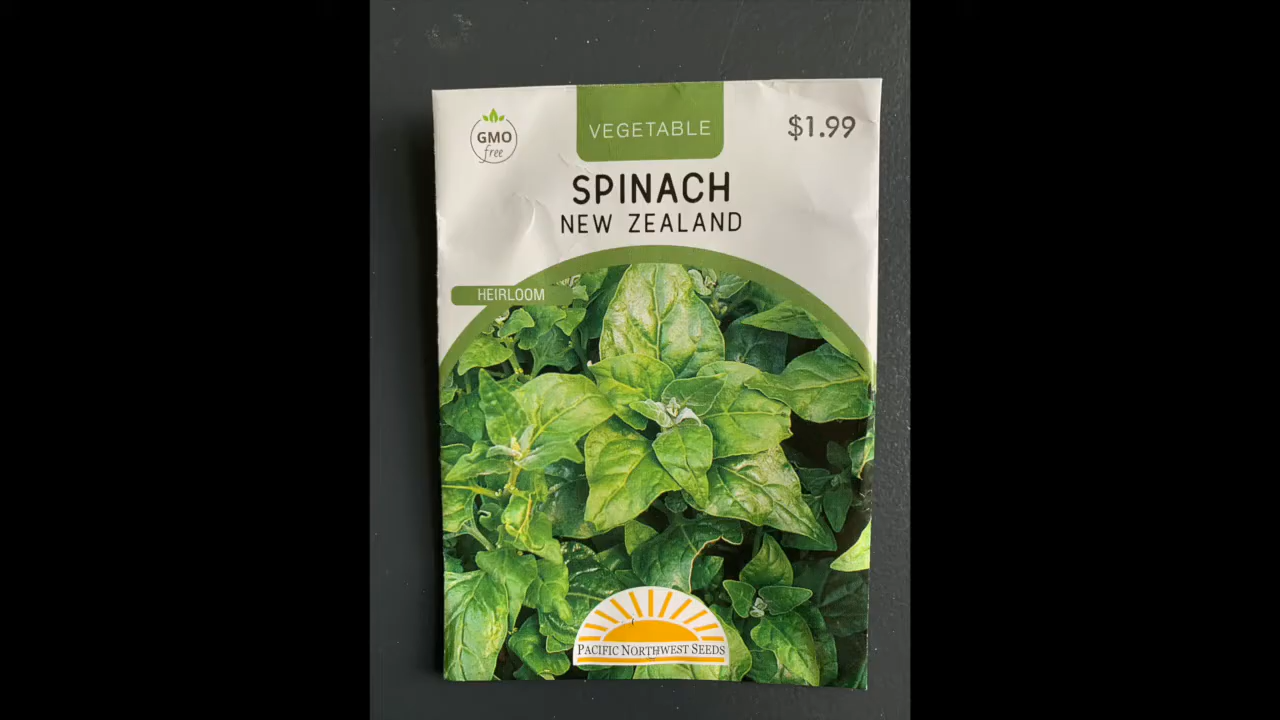 VEGETABLE
$1.99
GMO
free
SPINACH
NEW ZEALAND
HEIRLOOM
PACIFIC NORTHWEST SEEDS